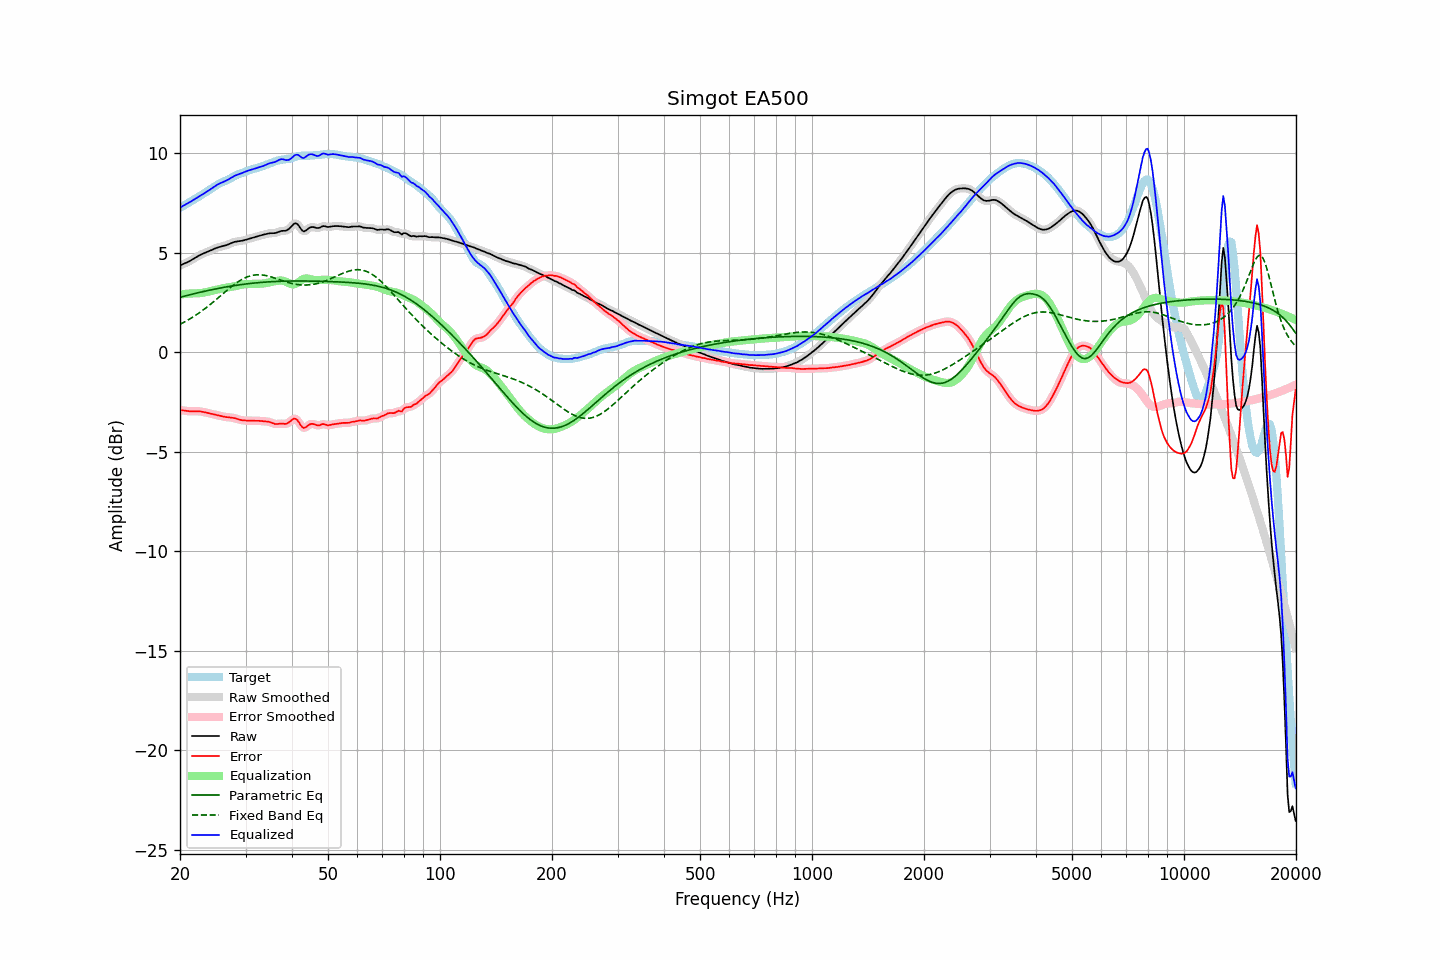 Simgot EA500
10
5
0
−5
−10
−15
−20
−25
Amplitude (dBr)
Target
Raw Smoothed
Error Smoothed
Raw
Error
Equalization
Parametric Eq
Fixed Band Eq
Equalized
20 50 100 200 500 1000 2000 5000 10000 20000
Frequency (Hz)